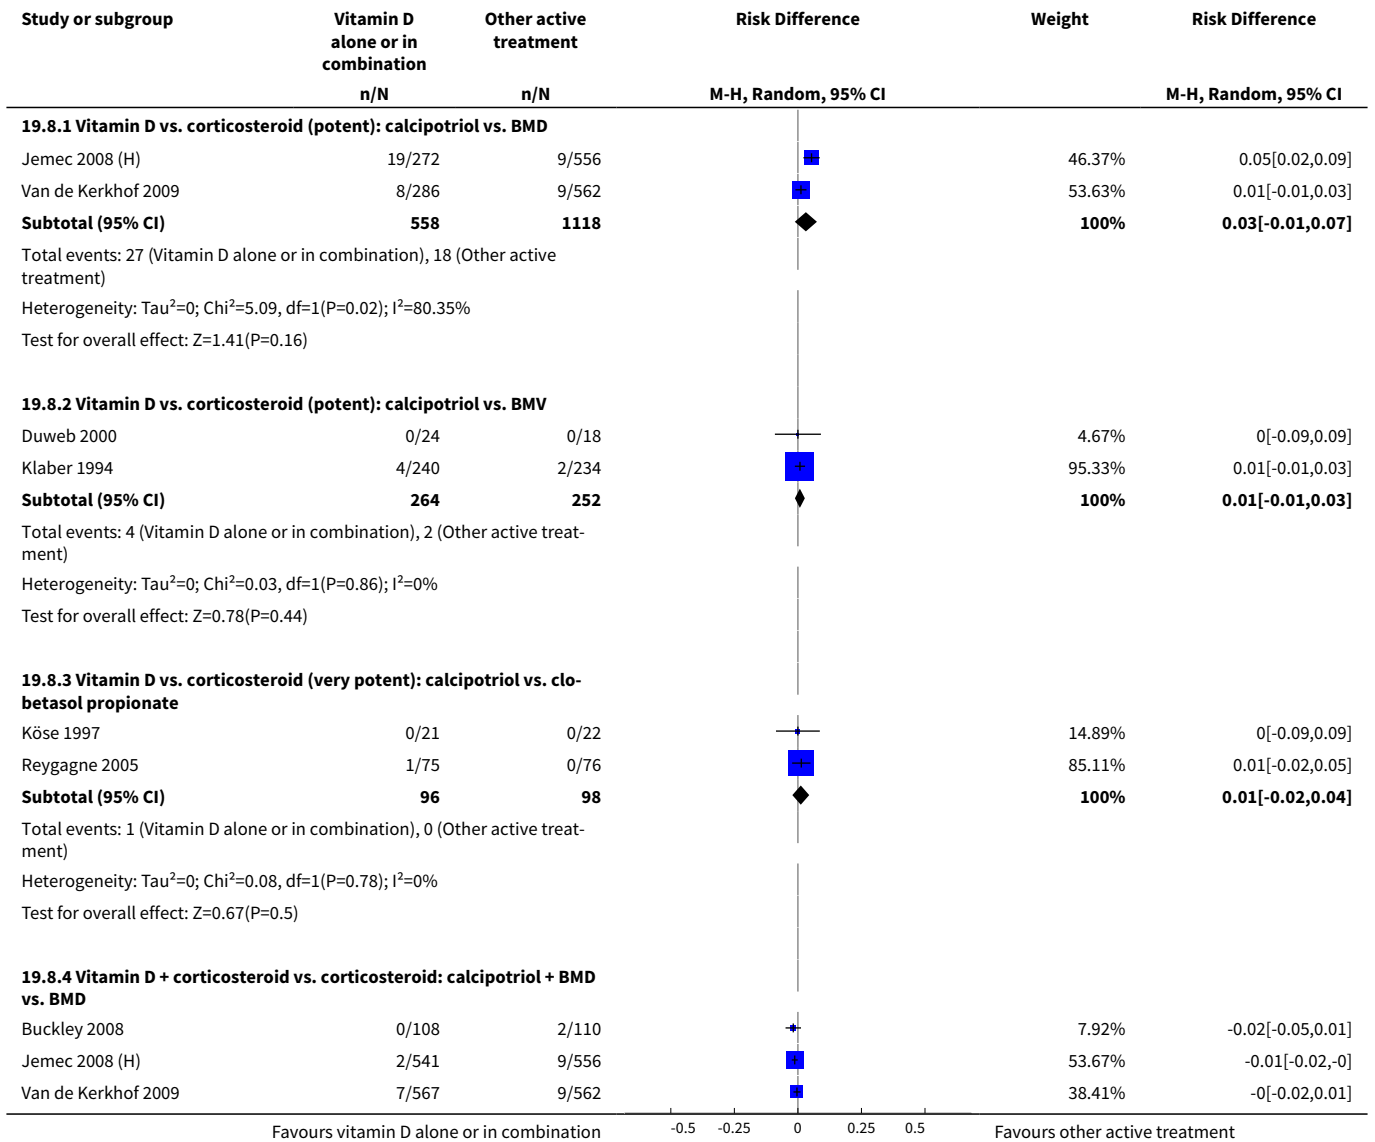 Study or subgroup Vitamin D alone or in combination Other active treatment Risk Difference Weight Risk Difference
n/N n/N M-H, Random, 95% CI M-H, Random, 95% CI
19.8.1 Vitamin D vs. corticosteroid (potent): calcipotriol vs. BMD
Jemec 2008 (H) 19/272 9/556 46.37% 0.05[0.02,0.09]
Van de Kerkhof 2009 8/286 9/562 53.63% 0.01[-0.01,0.03]
Subtotal (95% CI) 558 1118 100% 0.03[-0.01,0.07]
Total events: 27 (Vitamin D alone or in combination), 18 (Other active
treatment)
Heterogeneity: Tau²=0; Chi²=5.09, df=1(P=0.02); I²=80.35%
Test for overall effect: Z=1.41(P=0.16)
19.8.2 Vitamin D vs. corticosteroid (potent): calcipotriol vs. BMV
Duweb 2000 0/24 0/18 4.67% 0[-0.09,0.09]
Klaber 1994 4/240 2/234 95.33% 0.01[-0.01,0.03]
Subtotal (95% CI) 264 252 100% 0.01[-0.01,0.03]
Total events: 4 (Vitamin D alone or in combination), 2 (Other active treat-
ment)
Heterogeneity: Tau²=0; Chi²=0.03, df=1(P=0.86); I²=0%
Test for overall effect: Z=0.78(P=0.44)
19.8.3 Vitamin D vs. corticosteroid (very potent): calcipotriol vs. clo-
betasol propionate
Köse 1997 0/21 0/22 14.89% 0[-0.09,0.09]
Reygagne 2005 1/75 0/76 85.11% 0.01[-0.02,0.05]
Subtotal (95% CI) 96 98 100% 0.01[-0.02,0.04]
Total events: 1 (Vitamin D alone or in combination), 0 (Other active treat-
ment)
Heterogeneity: Tau²=0; Chi²=0.08, df=1(P=0.78); I²=0%
Test for overall effect: Z=0.67(P=0.5)
19.8.4 Vitamin D + corticosteroid vs. corticosteroid: calcipotriol + BMD
vs. BMD
Buckley 2008 0/108 2/110 7.92% -0.02[-0.05,0.01]
Jemec 2008 (H) 2/541 9/556 53.67% -0.01[-0.02,-0]
Van de Kerkhof 2009 7/567 9/562 38.41% -0[-0.02,0.01]
Favours vitamin D alone or in combination -0.5 -0.25 0 0.25 0.5 Favours other active treatment